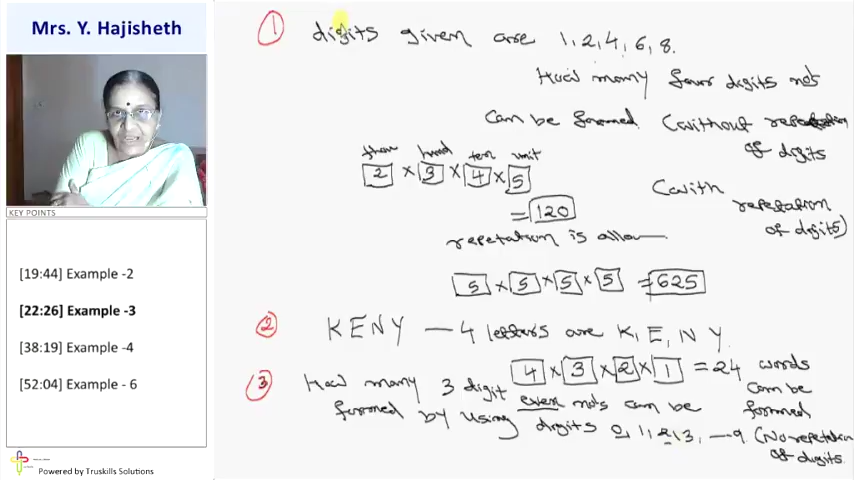 Mrs. Y. Hajisheth
KEY POINTS
[19:44] Example -2
[22:26] Example -3
[38:19] Example -4
[52:04] Example - 6
Powered by Truskills Solutions
① digits given are 1, 2, 4, 6, 8.
How many four digits nos
can be formed (without
of digits
(with
repetation
of digits)
thou hund ten unit
2 × 3 × 4 × 5
= 120
repetation is allow
5 × 5 × 5 × 5 = 625
② KENY — 4 letters are K, E, N Y.
4 × 3 × 2 × 1 = 24 words
can be
formed
③ How many 3 digit even nos can be
formed by using digits 0, 1, 2, 3, — 9. (No repetation
of digits.